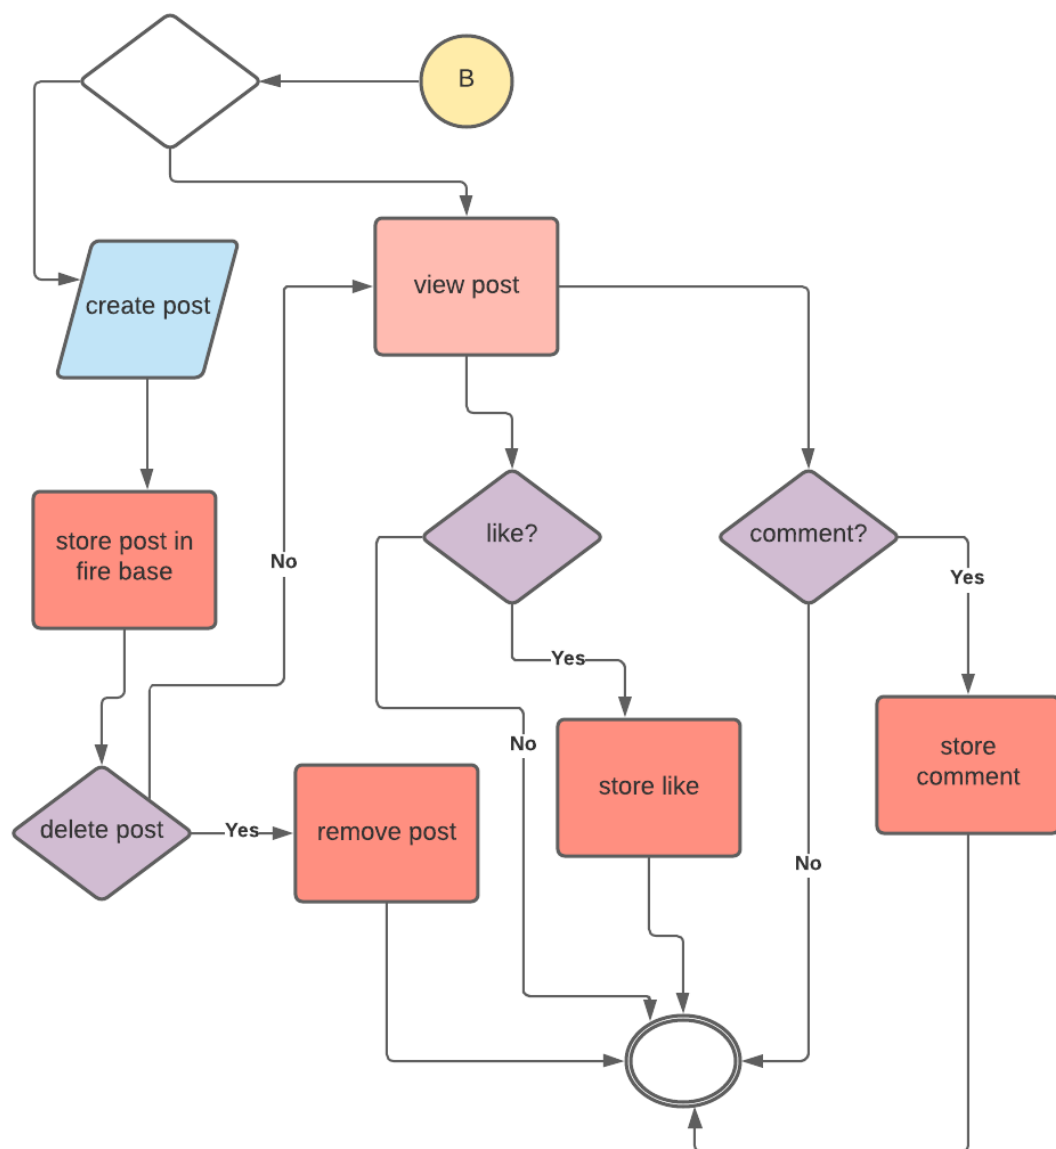 B
create post
view post
store post in
fire base
No
like?
comment?
Yes
Yes
No
store like
store
comment
delete post
Yes
remove post
No